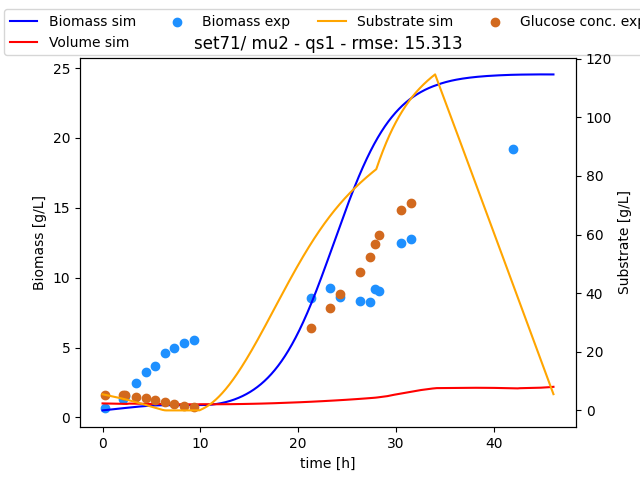 Biomass sim Biomass exp Substrate sim Glucose conc. exp
Volume sim
set71/ mu2 - qs1 - rmse: 15.313
25
20
15
10
5
0
120
100
80
60
40
20
0
Biomass [g/L]
Substrate [g/L]
0 10 20 30 40
time [h]